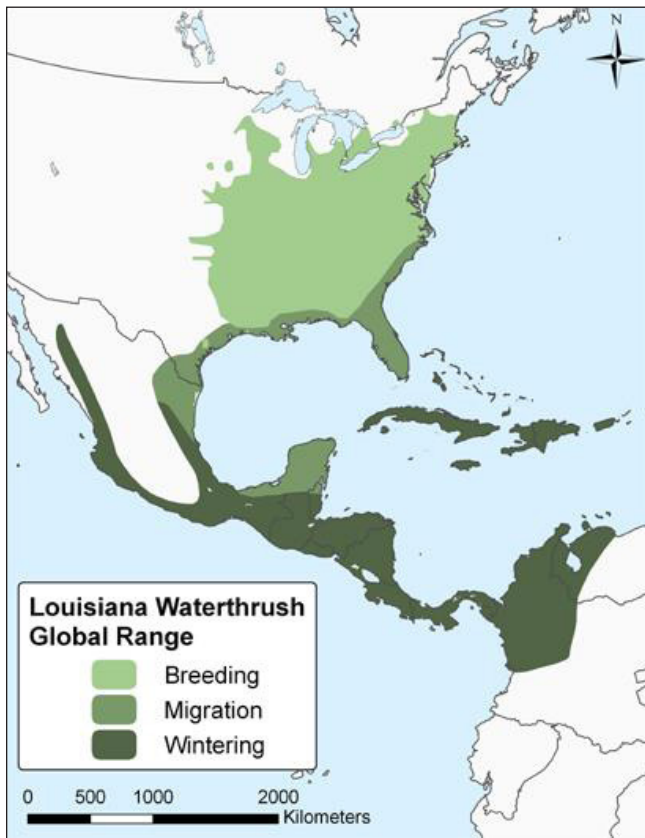 N
Louisiana Waterthrush
Global Range
Breeding
Migration
Wintering
0 500 1000 2000
Kilometers